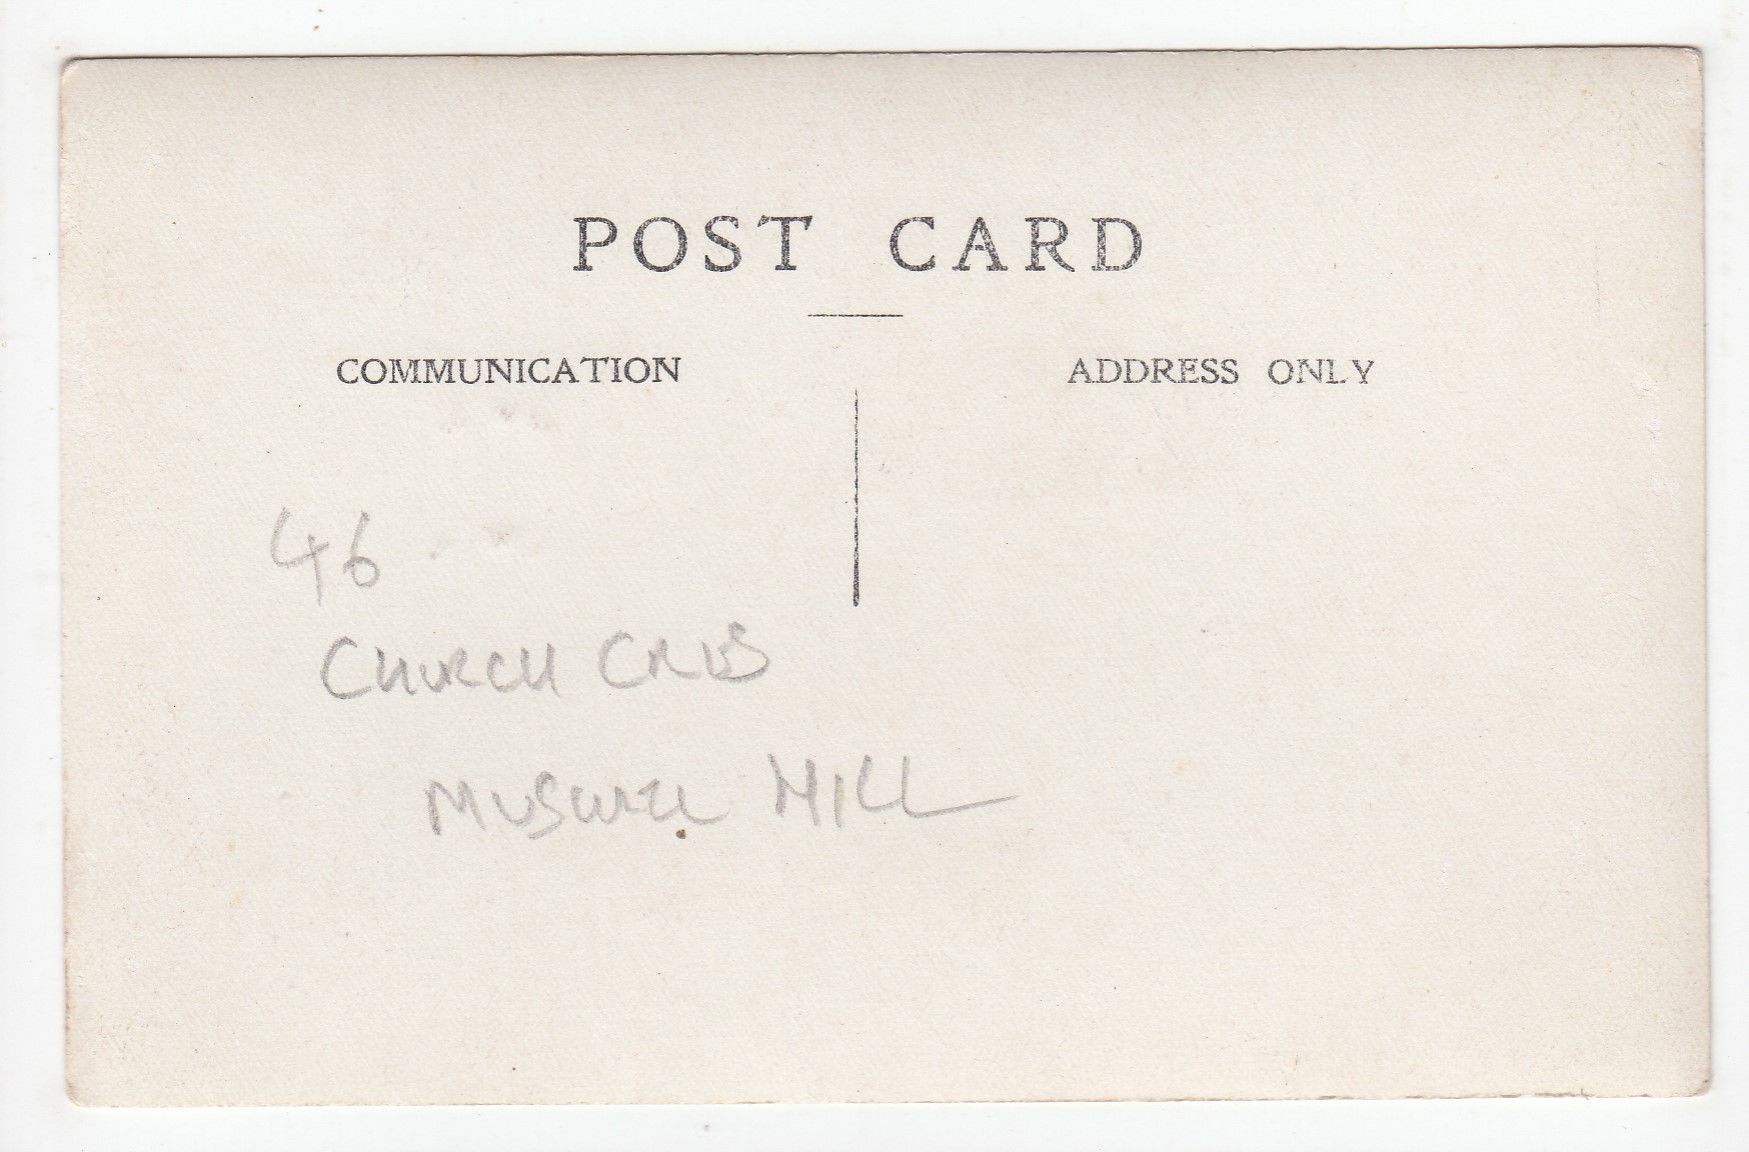 POST CARD
COMMUNICATION
ADDRESS ONLY
46
CHURCH CRES
MUSWELL HILL